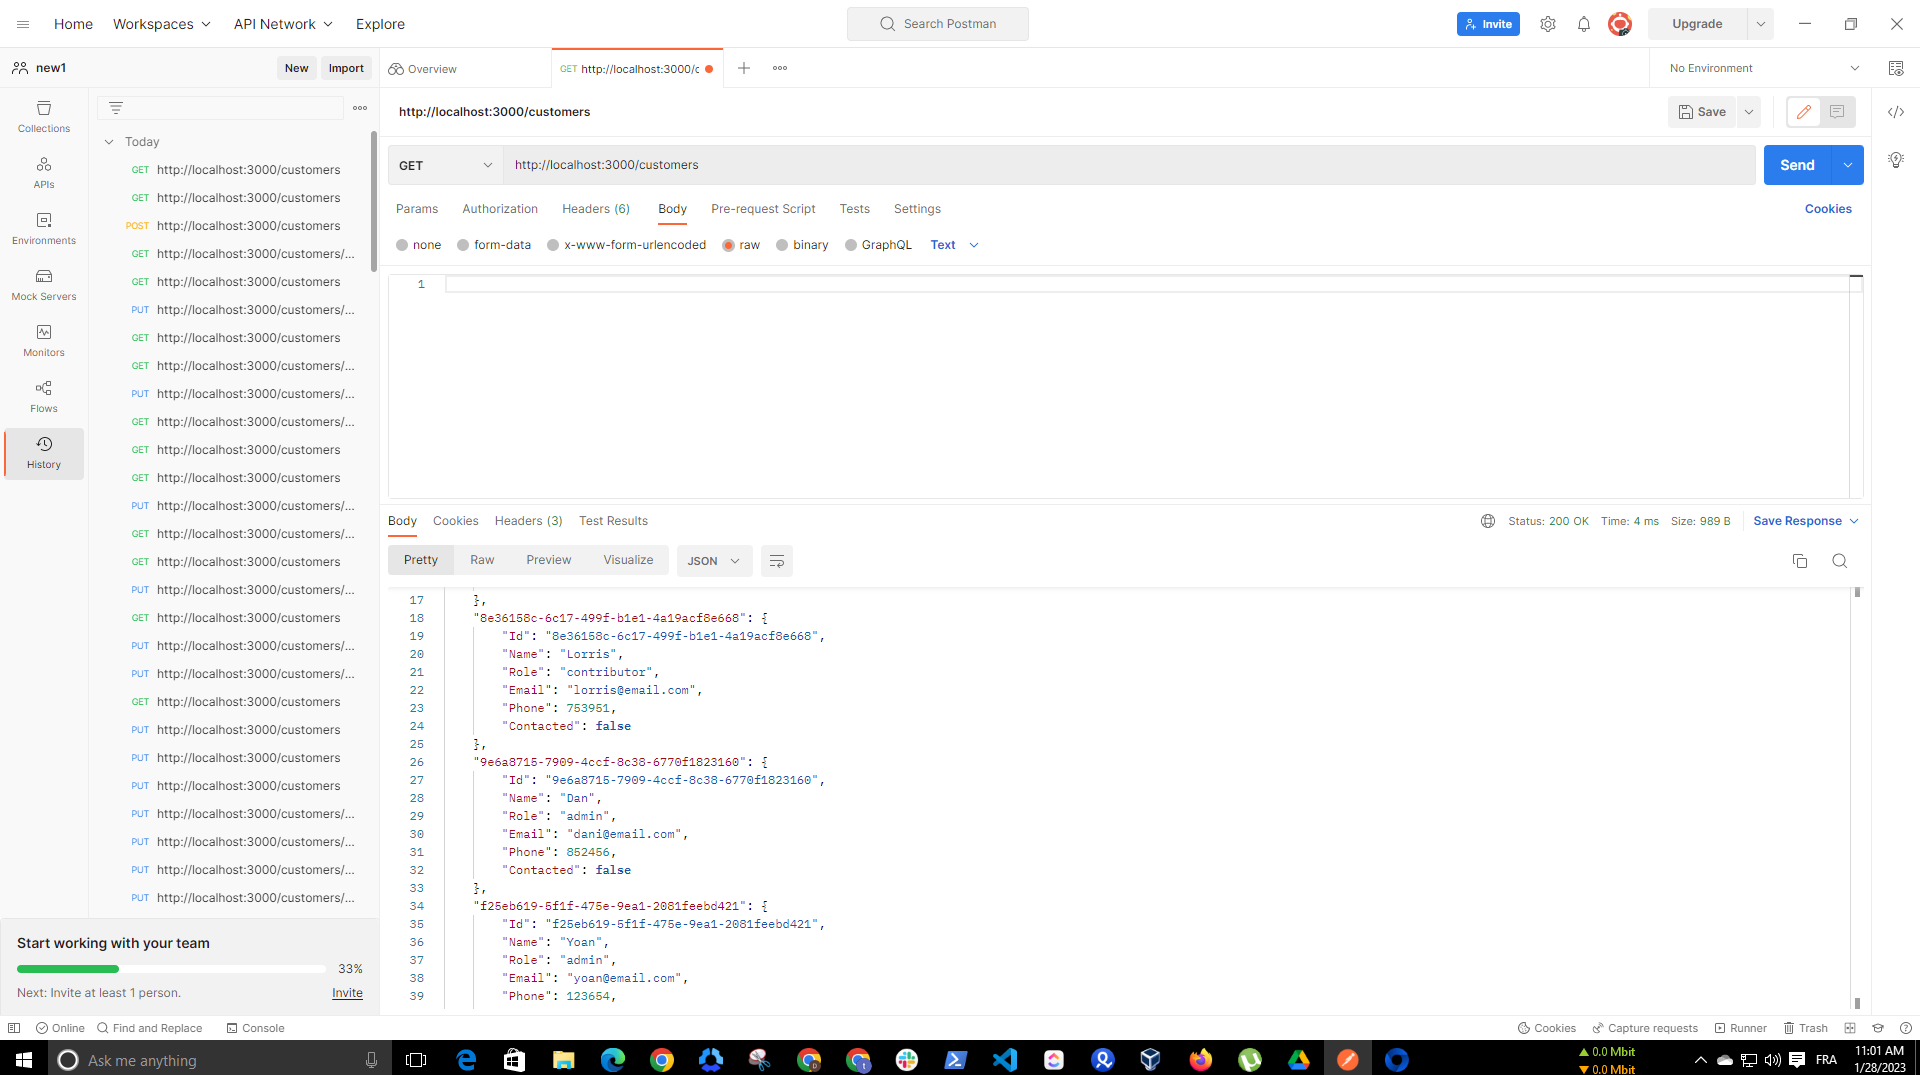 Home
Workspaces
API Network
Explore
Search Postman
Invite
Upgrade
new1
New
Import
Overview
GET http://localhost:3000/c
No Environment
http://localhost:3000/customers
Save
Collections
APIs
Environments
Mock Servers
Monitors
Flows
History
Today
GET http://localhost:3000/customers
GET http://localhost:3000/customers
POST http://localhost:3000/customers
GET http://localhost:3000/customers/...
GET http://localhost:3000/customers
PUT http://localhost:3000/customers/...
GET http://localhost:3000/customers
GET http://localhost:3000/customers/...
PUT http://localhost:3000/customers/...
GET http://localhost:3000/customers/...
GET http://localhost:3000/customers
GET http://localhost:3000/customers
PUT http://localhost:3000/customers/...
GET http://localhost:3000/customers/...
GET http://localhost:3000/customers
PUT http://localhost:3000/customers/...
GET http://localhost:3000/customers
PUT http://localhost:3000/customers/...
PUT http://localhost:3000/customers/...
GET http://localhost:3000/customers
PUT http://localhost:3000/customers
PUT http://localhost:3000/customers
PUT http://localhost:3000/customers
PUT http://localhost:3000/customers/...
PUT http://localhost:3000/customers/...
PUT http://localhost:3000/customers/...
PUT http://localhost:3000/customers/...
Start working with your team
33%
Next: Invite at least 1 person.
Invite
GET
http://localhost:3000/customers
Send
Params
Authorization
Headers (6)
Body
Pre-request Script
Tests
Settings
Cookies
none
form-data
x-www-form-urlencoded
raw
binary
GraphQL
Text
1
Body
Cookies
Headers (3)
Test Results
Status: 200 OK
Time: 4 ms
Size: 989 B
Save Response
Pretty
Raw
Preview
Visualize
JSON
17 },
18 "8e36158c-6c17-499f-b1e1-4a19acf8e668": {
19 "Id": "8e36158c-6c17-499f-b1e1-4a19acf8e668",
20 "Name": "Lorris",
21 "Role": "contributor",
22 "Email": "lorris@email.com",
23 "Phone": 753951,
24 "Contacted": false
25 },
26 "9e6a8715-7909-4ccf-8c38-6770f1823160": {
27 "Id": "9e6a8715-7909-4ccf-8c38-6770f1823160",
28 "Name": "Dan",
29 "Role": "admin",
30 "Email": "dani@email.com",
31 "Phone": 852456,
32 "Contacted": false
33 },
34 "f25eb619-5f1f-475e-9ea1-2081feebd421": {
35 "Id": "f25eb619-5f1f-475e-9ea1-2081feebd421",
36 "Name": "Yoan",
37 "Role": "admin",
38 "Email": "yoan@email.com",
39 "Phone": 123654,
Online
Find and Replace
Console
Cookies
Capture requests
Runner
Trash
Ask me anything
0.0 Mbit
0.0 Mbit
FRA
11:01 AM
1/28/2023